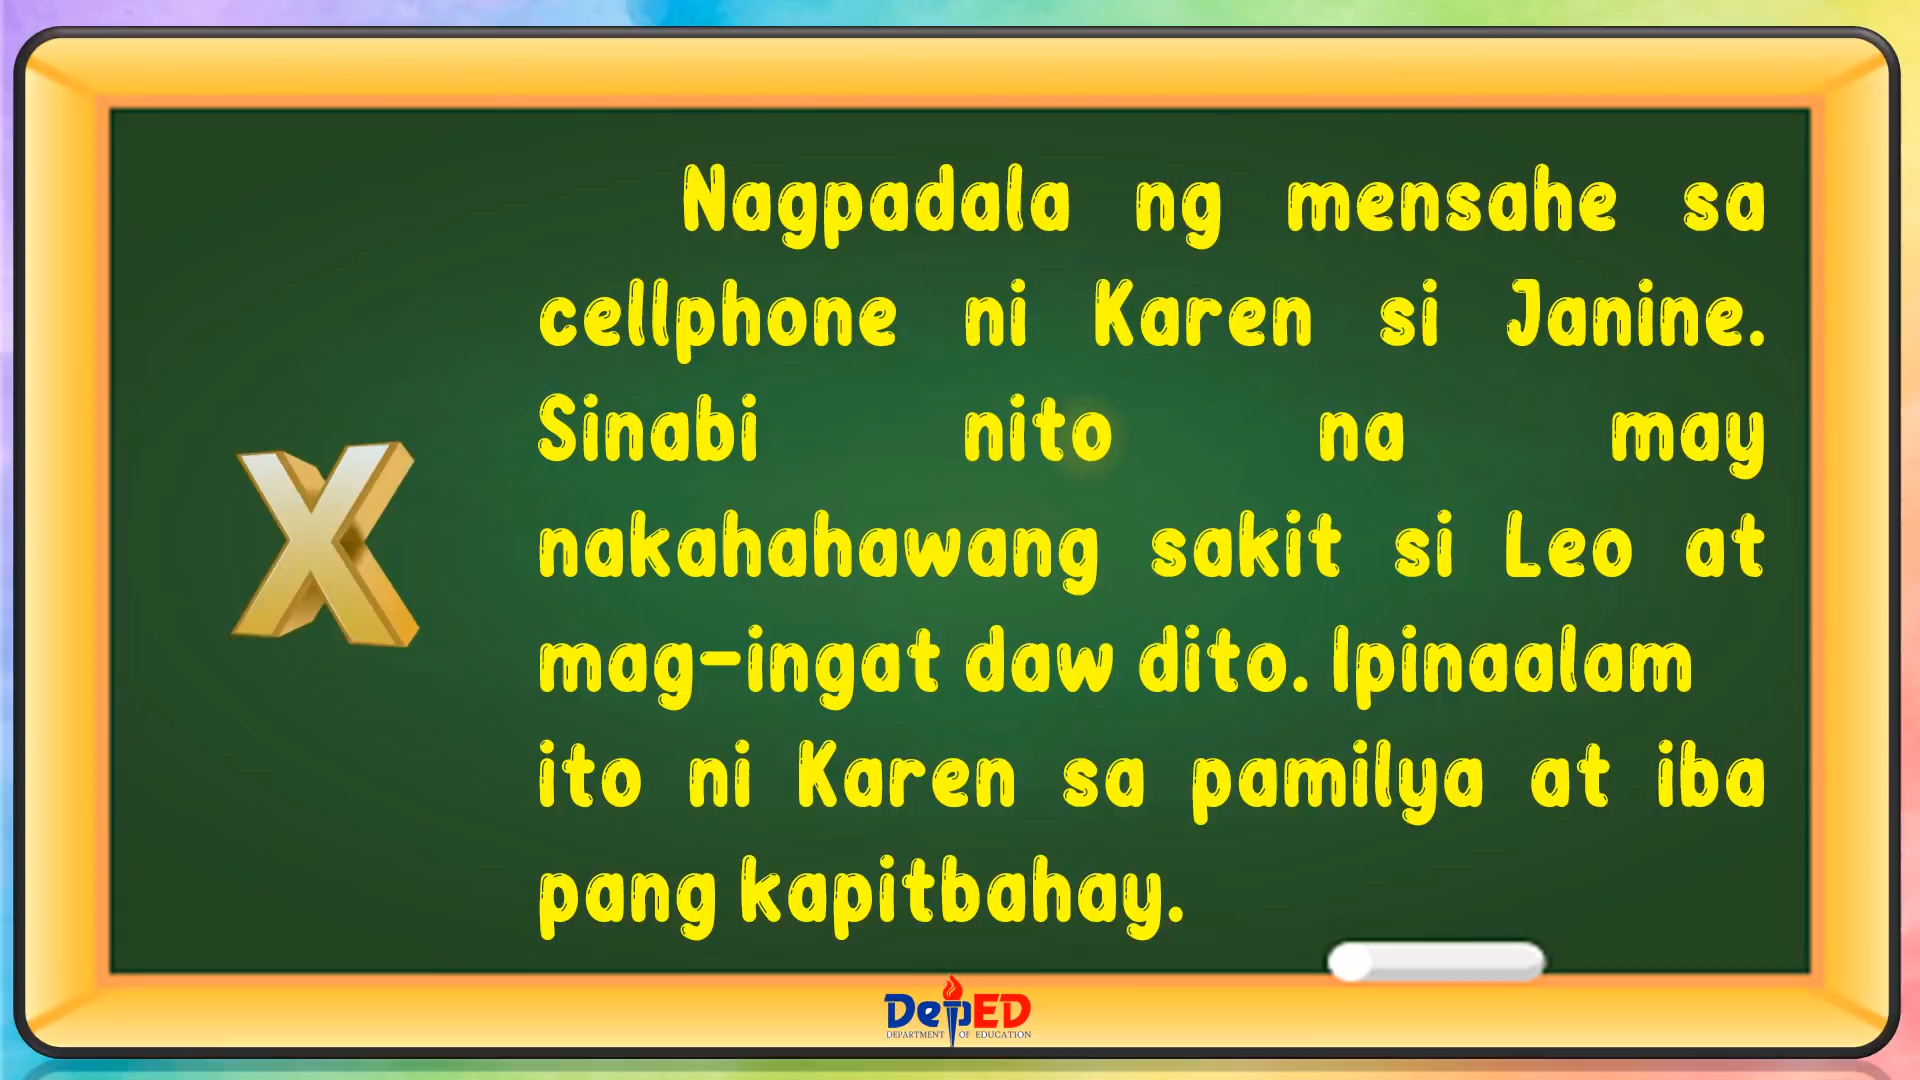 Nagpadala ng mensahe sa
cellphone ni Karen si Janine.
Sinabi nito na may
nakahahawang sakit si Leo at
mag-ingat daw dito. Ipinaalam
ito ni Karen sa pamilya at iba
pang kapitbahay.
X
DepED
DEPARTMENT OF EDUCATION